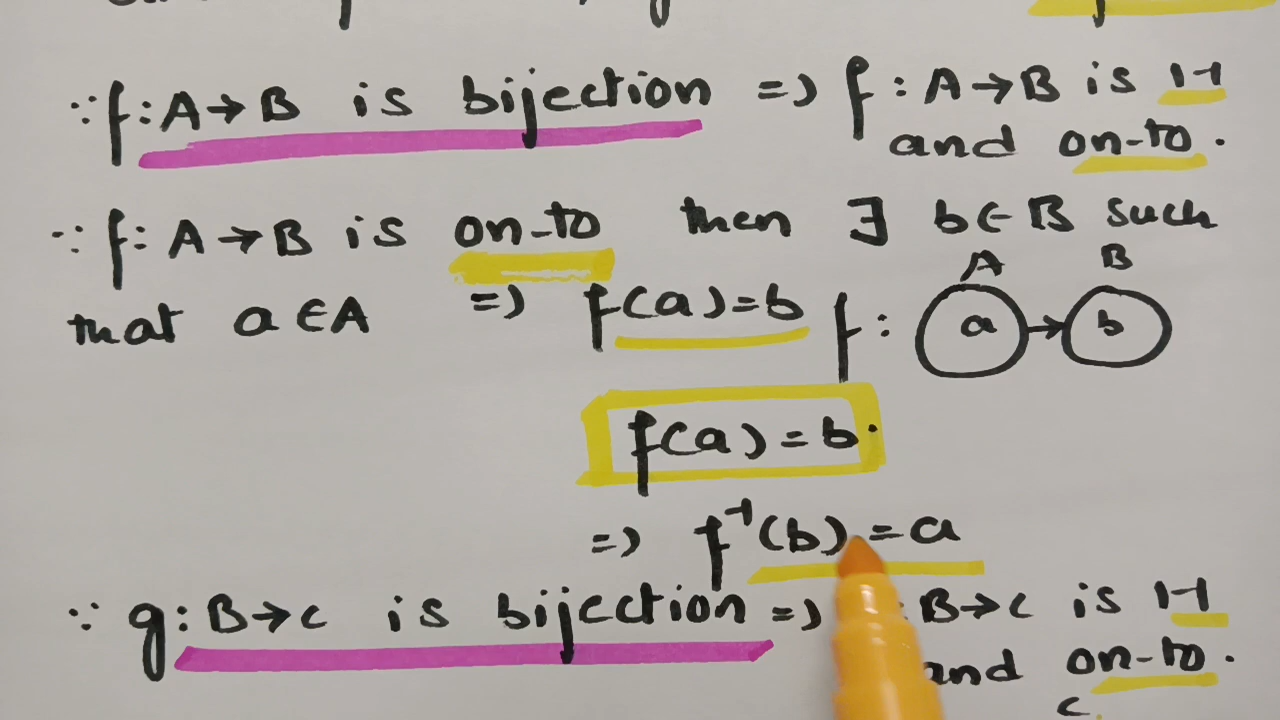 ∵ f: A→B is bijection => f: A→B is 1-1
and on-to.
∵ f: A→B is on-to then ∃ b∈B such
that a∈A => f(a)=b f: A a → B b
f(a)=b.
=> f⁻¹(b)=a
∵ g: B→C is bijection => : B→C is 1-1
and on-to.
C